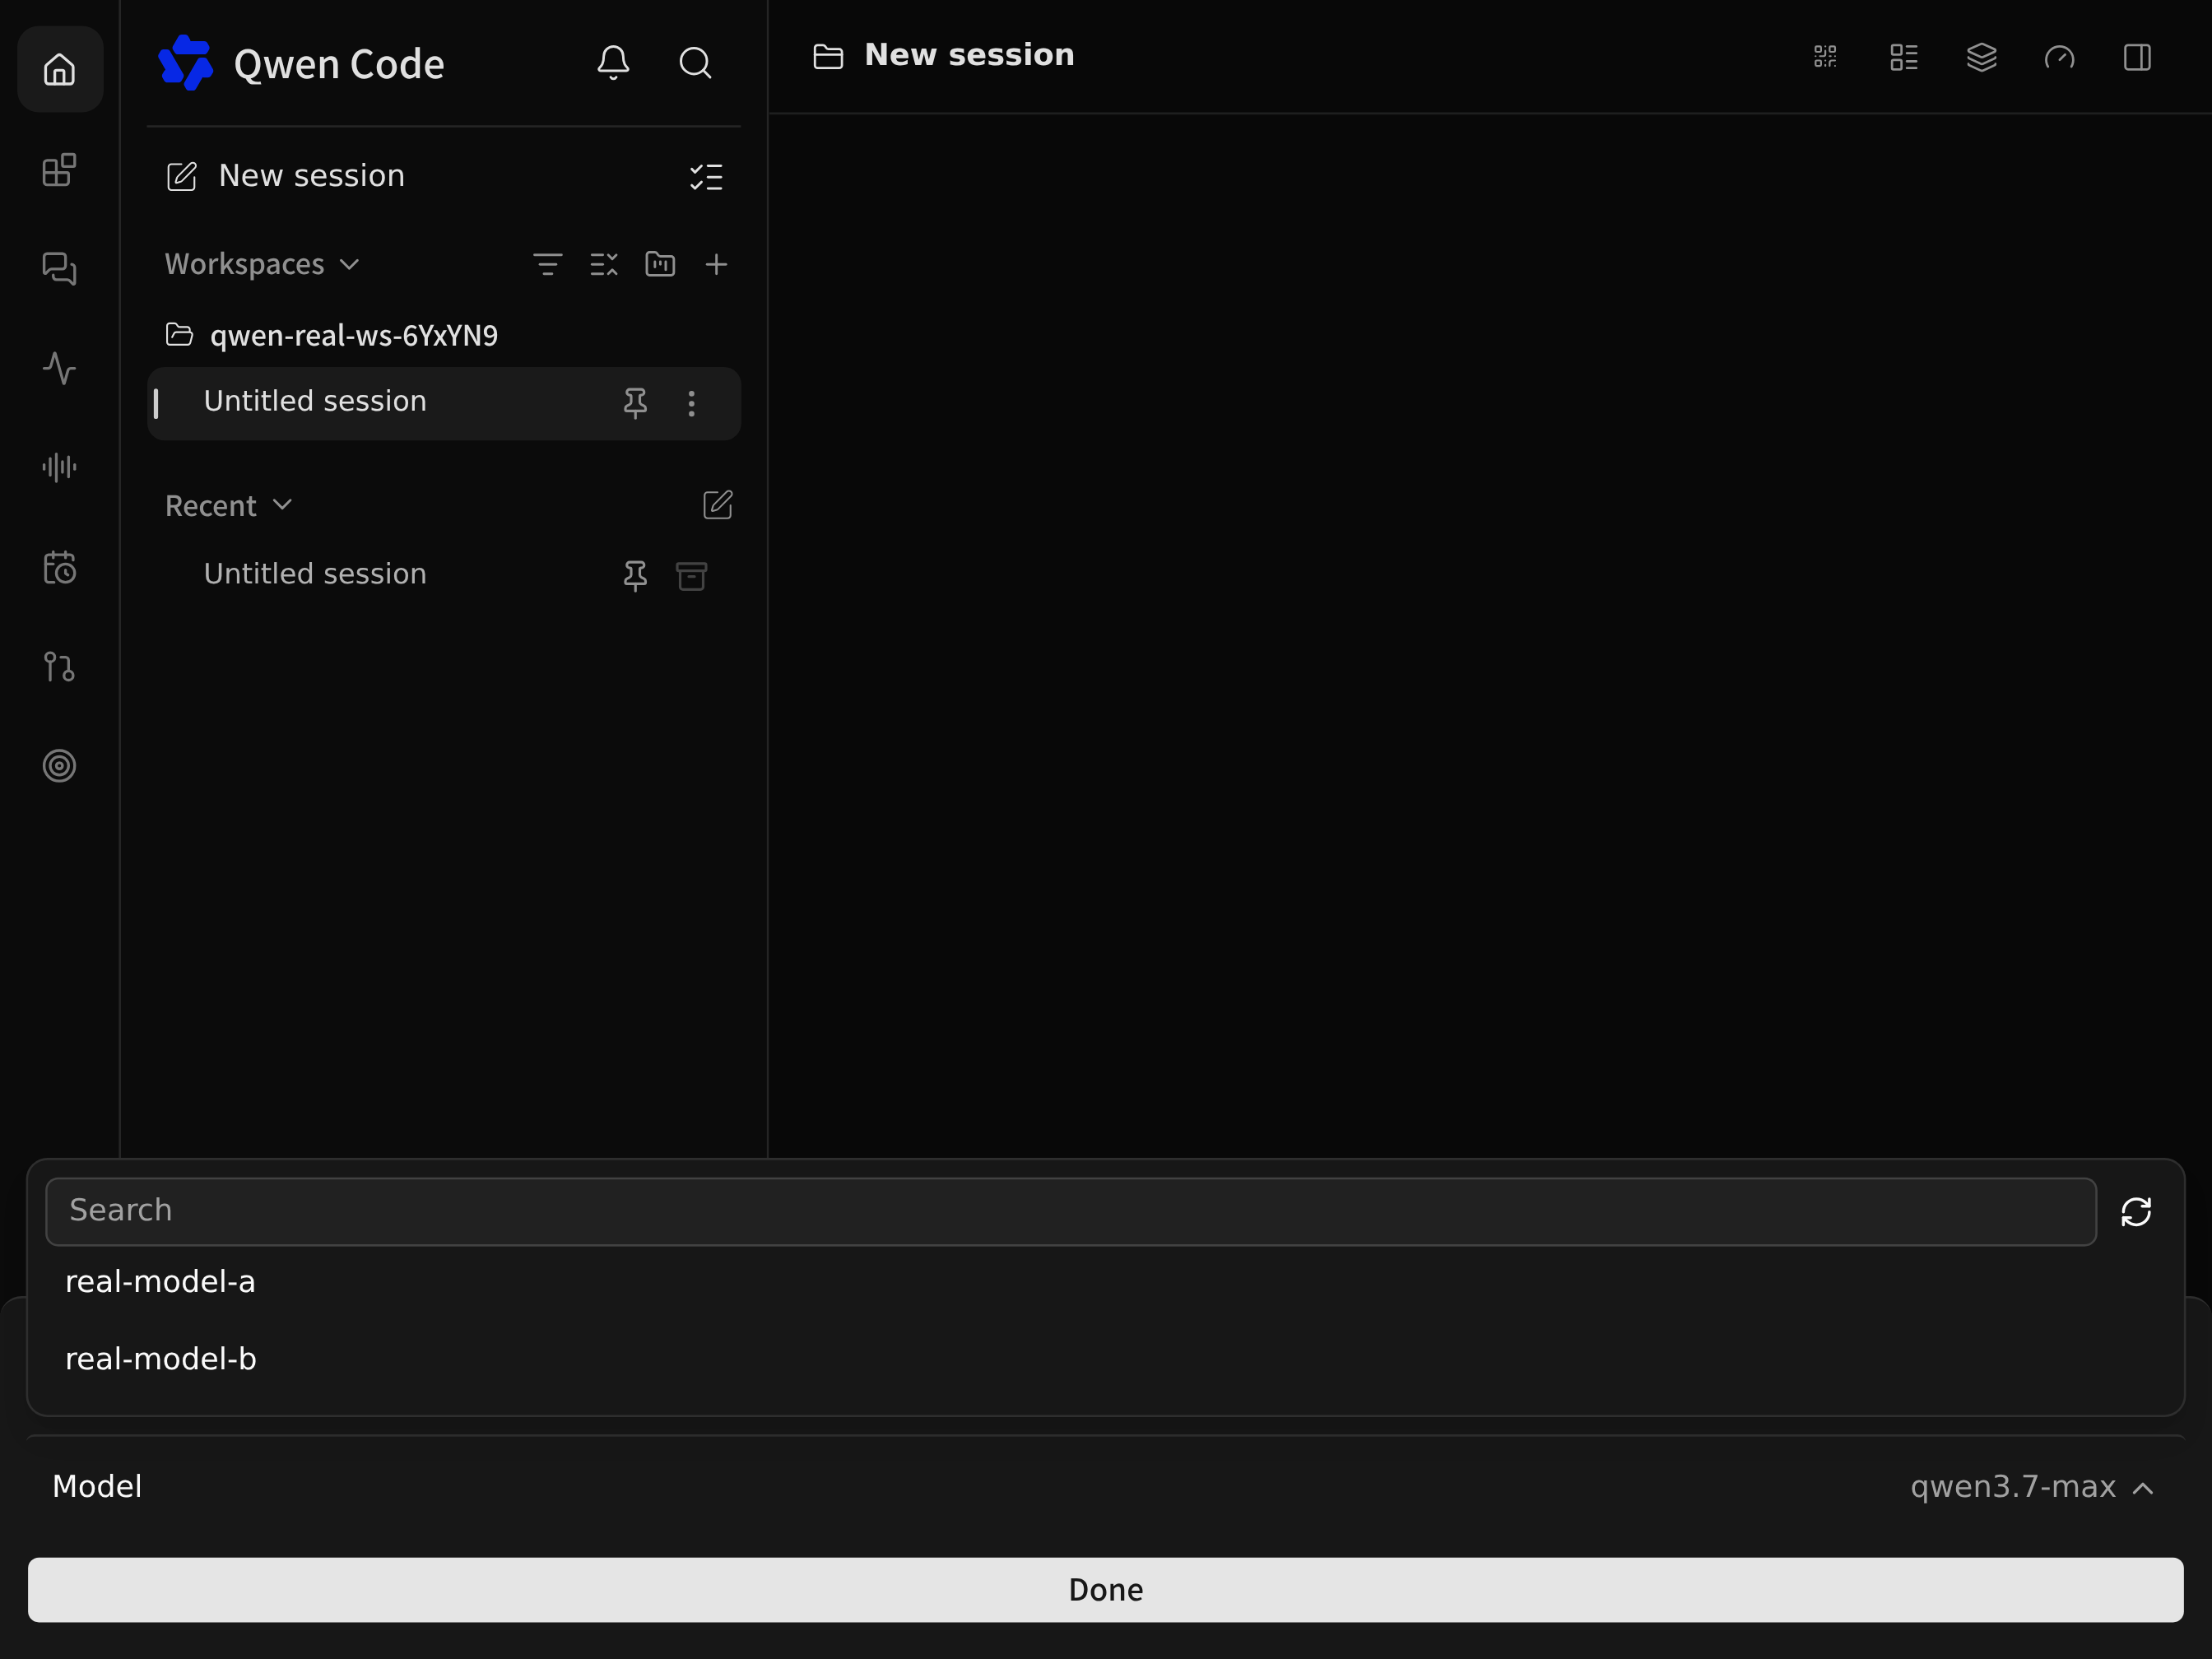 Qwen Code
New session
New session
Workspaces
qwen-real-ws-6YxYN9
Untitled session
Recent
Untitled session
Search
real-model-a
real-model-b
Model
qwen3.7-max
Done